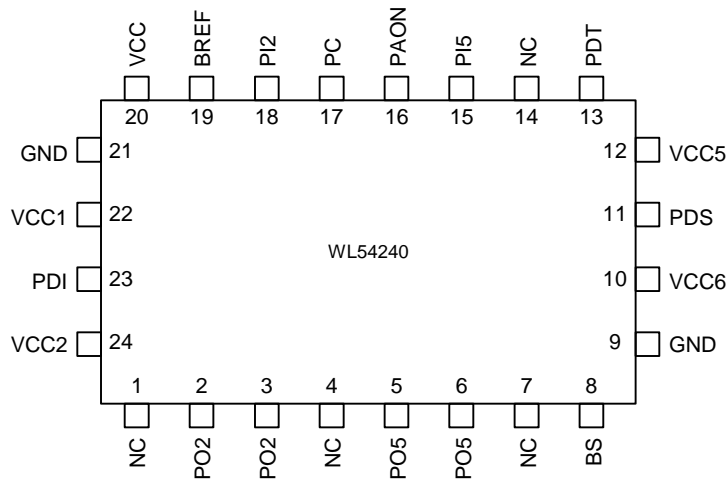 VCC BREF PI2 PC PAON PI5 NC PDT
20 19 18 17 16 15 14 13
GND 21 12 VCC5
VCC1 22 11 PDS
WL54240
PDI 23 10 VCC6
VCC2 24 9 GND
1 2 3 4 5 6 7 8
NC PO2 PO2 NC PO5 PO5 NC BS